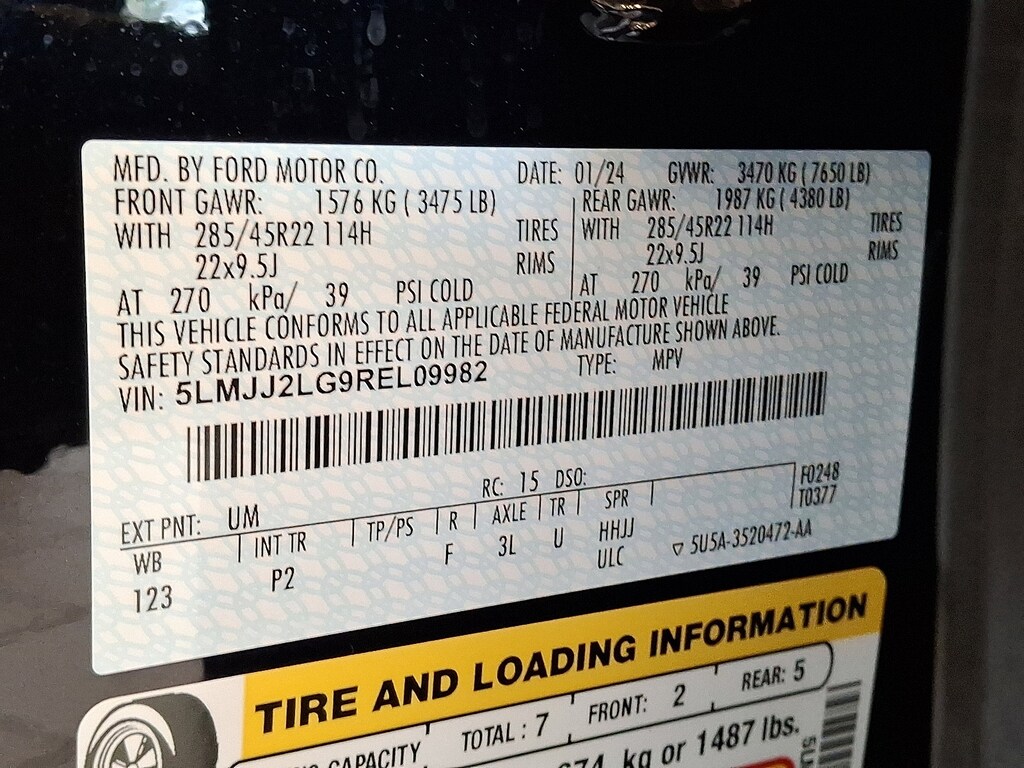 MFD. BY FORD MOTOR CO. DATE: 01/24 GVWR: 3470 KG ( 7650 LB)
FRONT GAWR: 1576 KG ( 3475 LB) REAR GAWR: 1987 KG ( 4380 LB)
WITH 285/45R22 114H TIRES WITH 285/45R22 114H TIRES
22x9.5J RIMS 22x9.5J RIMS
AT 270 kPa/ 39 PSI COLD AT 270 kPa/ 39 PSI COLD
THIS VEHICLE CONFORMS TO ALL APPLICABLE FEDERAL MOTOR VEHICLE
SAFETY STANDARDS IN EFFECT ON THE DATE OF MANUFACTURE SHOWN ABOVE.
VIN: 5LMJJ2LG9REL09982 TYPE: MPV
EXT PNT: UM RC: 15 DSO: F0248
WB INT TR TP/PS R AXLE TR SPR T0377
123 P2 F 3L U HHJJ
ULC 5U5A-3520472-AA
TIRE AND LOADING INFORMATION
CAPACITY TOTAL : 7 FRONT: 2 REAR: 5
kg or 1487 lbs.